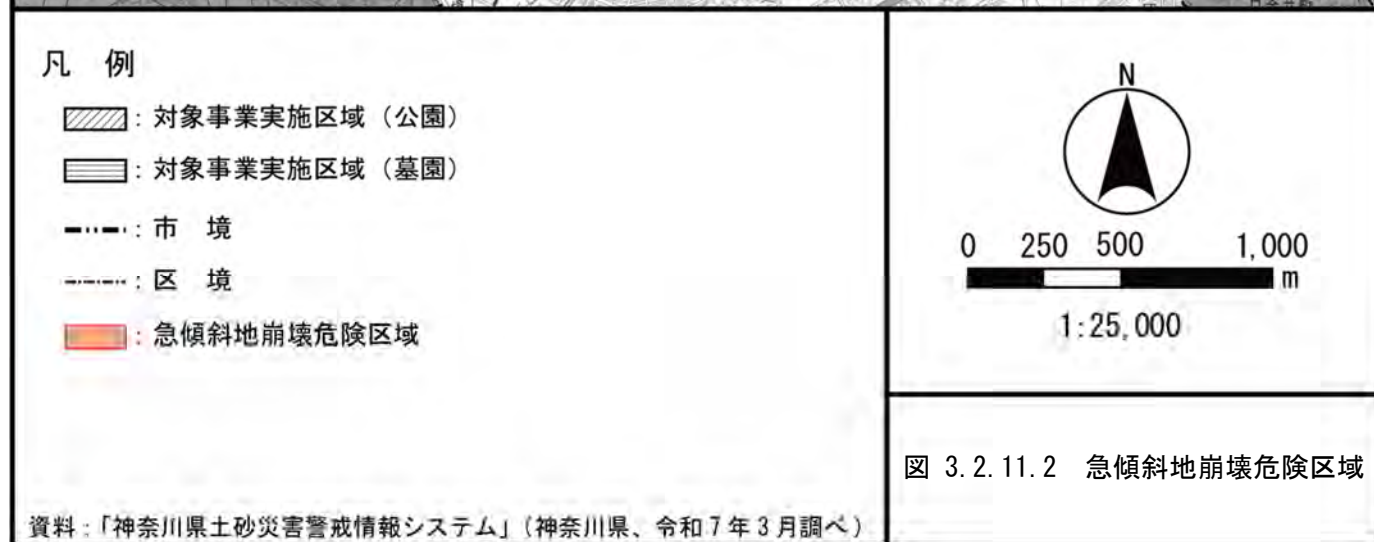 凡 例
: 対象事業実施区域（公園）
: 対象事業実施区域（墓園）
: 市 境
: 区 境
: 急傾斜地崩壊危険区域
資料：「神奈川県土砂災害警戒情報システム」（神奈川県、令和7年3月調べ）
N
0 250 500 1,000
m
1:25,000
図 3.2.11.2 急傾斜地崩壊危険区域